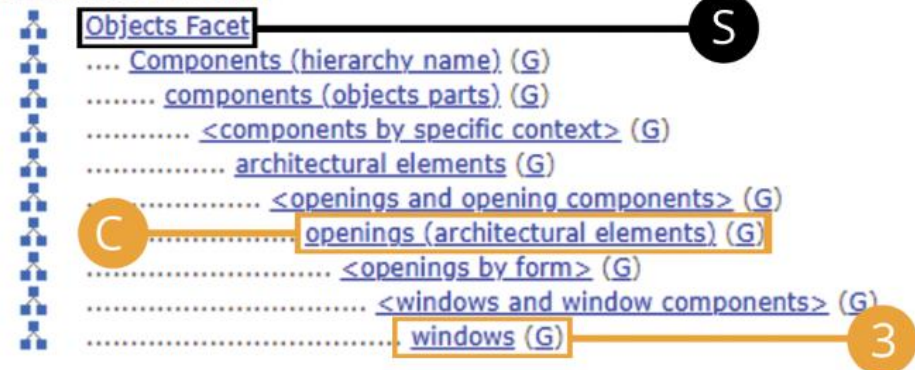 Objects Facet S
.... Components (hierarchy name) (G)
........ components (objects parts) (G)
............ <components by specific context> (G)
................ architectural elements (G)
.................... <openings and opening components> (G)
C ........................ openings (architectural elements) (G)
............................ <openings by form> (G)
................................ <windows and window components> (G)
.................................... windows (G) 3